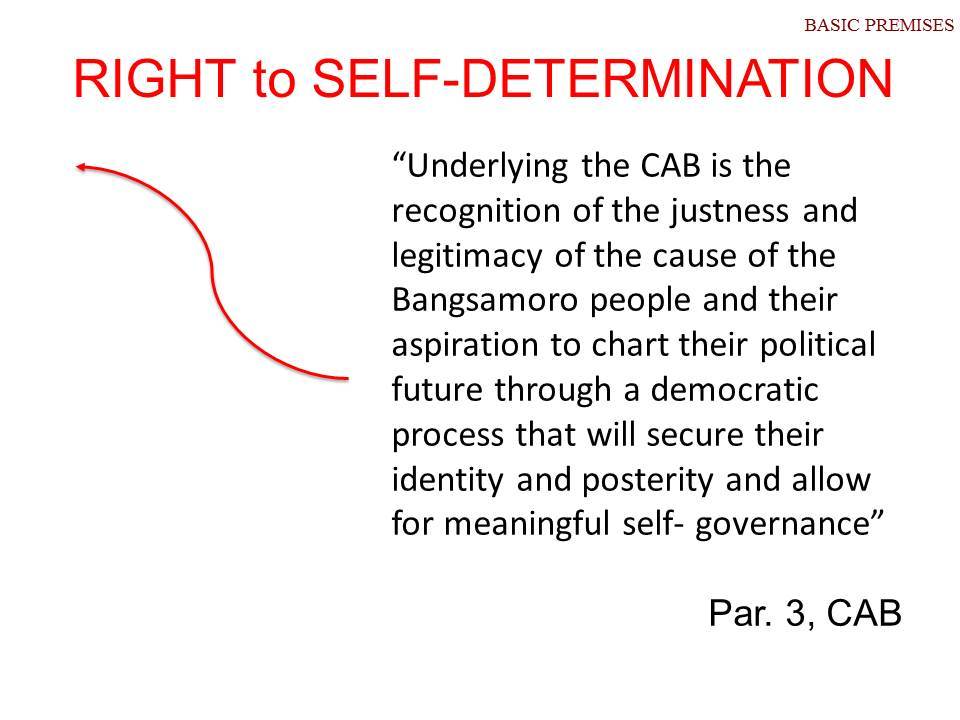 BASIC PREMISES
RIGHT to SELF-DETERMINATION
“Underlying the CAB is the
recognition of the justness and
legitimacy of the cause of the
Bangsamoro people and their
aspiration to chart their political
future through a democratic
process that will secure their
identity and posterity and allow
for meaningful self- governance”
Par. 3, CAB